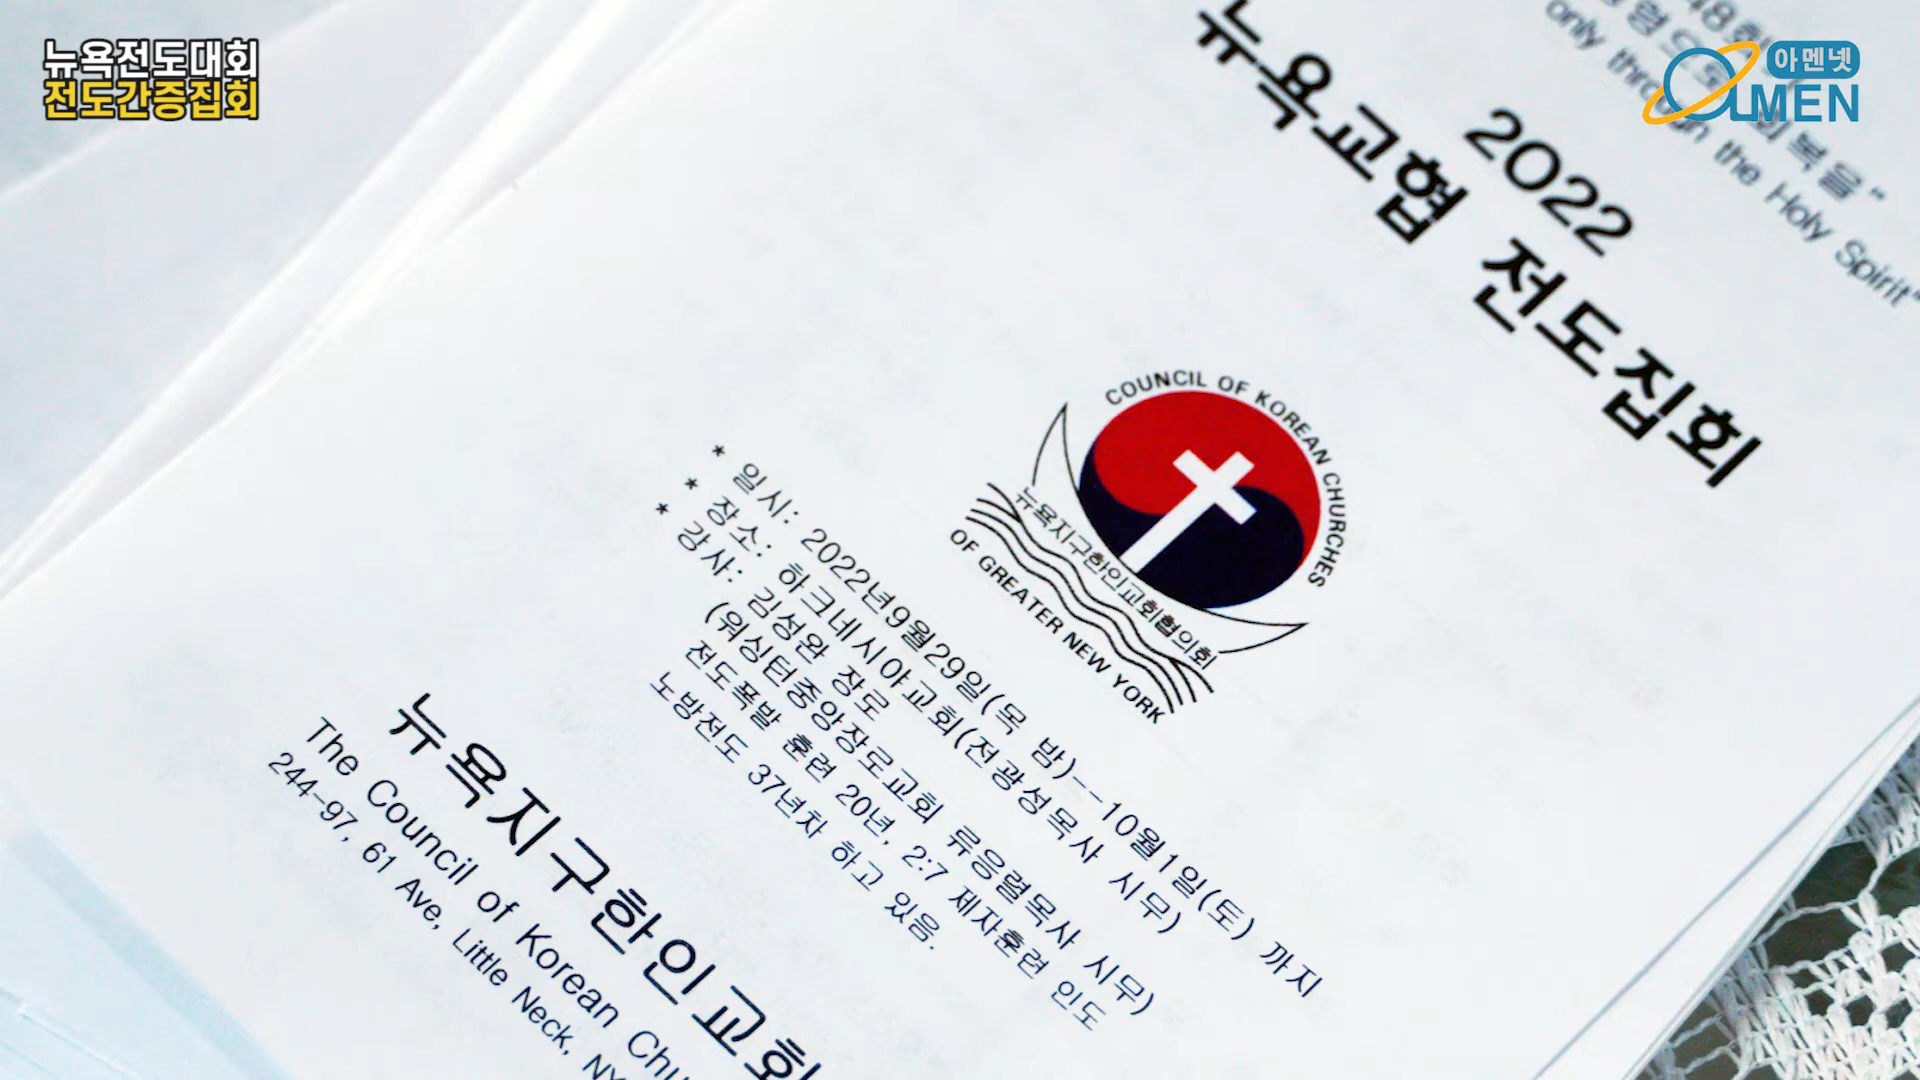 뉴욕전도대회
전도간증집회
아멘넷
AMEN
회복을"
only through the Holy Spirit"
2022
뉴욕교협 전도집회
COUNCIL OF KOREAN CHURCHES
뉴욕지구한인교회협의회
OF GREATER NEW YORK
* 일시: 2022년9월29일(목 밤)--10월1일(토) 까지
* 장소: 하크네시야교회(전광성목사 시무)
* 강사: 김성완 장로
(워싱턴중앙장로교회 류응렬목사 시무)
전도폭발 훈련 20년, 2:7 제자훈련 인도
노방전도 37년차 하고 있음.
뉴욕지구한인교회
The Council of Korean Chu
244-97, 61 Ave, Little Neck, NY